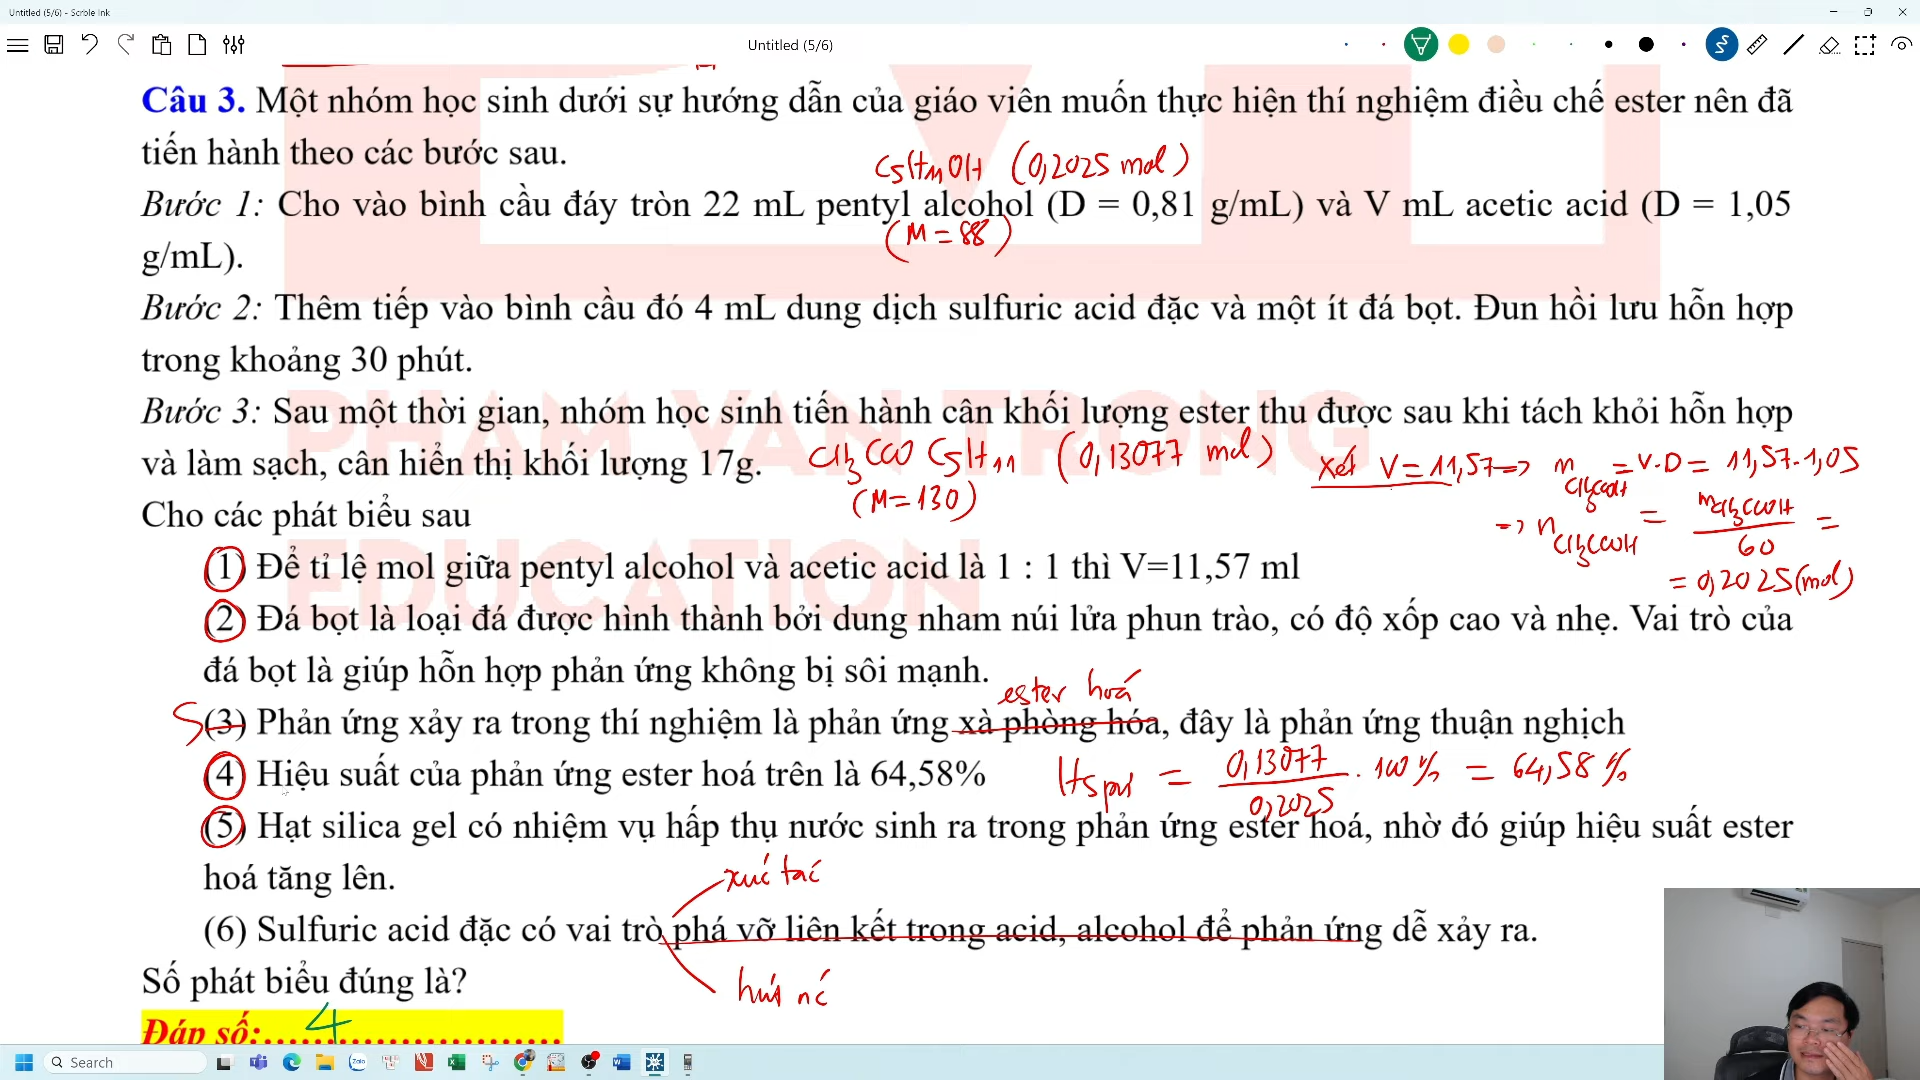 Untitled (5/6) - Scrble Ink
Untitled (5/6)
Câu 3. Một nhóm học sinh dưới sự hướng dẫn của giáo viên muốn thực hiện thí nghiệm điều chế ester nên đã
tiến hành theo các bước sau.
C5H11OH (0,2025 mol)
Bước 1: Cho vào bình cầu đáy tròn 22 mL pentyl alcohol (D = 0,81 g/mL) và V mL acetic acid (D = 1,05
(M = 88)
g/mL).
Bước 2: Thêm tiếp vào bình cầu đó 4 mL dung dịch sulfuric acid đặc và một ít đá bọt. Đun hồi lưu hỗn hợp
trong khoảng 30 phút.
Bước 3: Sau một thời gian, nhóm học sinh tiến hành cân khối lượng ester thu được sau khi tách khỏi hỗn hợp
và làm sạch, cân hiển thị khối lượng 17g.
CH3COO C5H11 (0,13077 mol)
(M=130)
Xét V = 11,57 => m CH3COOH = V.D = 11,57.1,05
=> n CH3COOH = mCH3COOH / 60 =
= 0,2025(mol)
PHAM VAN TRONG
EDUCATION
Cho các phát biểu sau
(1) Để tỉ lệ mol giữa pentyl alcohol và acetic acid là 1 : 1 thì V=11,57 ml
(2) Đá bọt là loại đá được hình thành bởi dung nham núi lửa phun trào, có độ xốp cao và nhẹ. Vai trò của
đá bọt là giúp hỗn hợp phản ứng không bị sôi mạnh.
ester hoá
S (3) Phản ứng xảy ra trong thí nghiệm là phản ứng xà phòng hóa, đây là phản ứng thuận nghịch
(4) Hiệu suất của phản ứng ester hoá trên là 64,58%
Hspư = 0,13077 / 0,2025 . 100% = 64,58%
(5) Hạt silica gel có nhiệm vụ hấp thụ nước sinh ra trong phản ứng ester hoá, nhờ đó giúp hiệu suất ester
hoá tăng lên.
xúc tác
(6) Sulfuric acid đặc có vai trò phá vỡ liên kết trong acid, alcohol để phản ứng dễ xảy ra.
hút nc
Số phát biểu đúng là?
Đáp số:....4......................
Search
Zalo